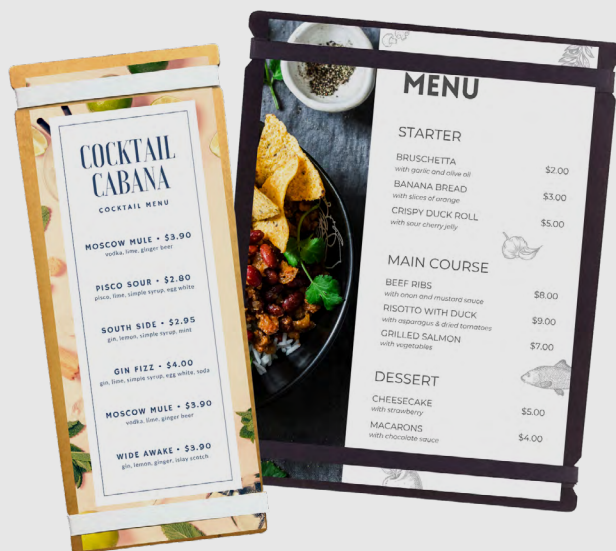 COCKTAIL
CABANA
COCKTAIL MENU
MOSCOW MULE • $3.90
vodka, lime, ginger beer
PISCO SOUR • $2.80
pisco, lime, simple syrup, egg white
SOUTH SIDE • $2.95
gin, lemon, simple syrup, mint
GIN FIZZ • $4.00
gin, lime, simple syrup, egg white, soda
MOSCOW MULE • $3.90
vodka, lime, ginger beer
WIDE AWAKE • $3.90
gin, lemon, ginger, islay scotch
MENU
STARTER
BRUSCHETTA $2.00
with garlic and olive oil
BANANA BREAD $3.00
with slices of orange
CRISPY DUCK ROLL $5.00
with sour cherry jelly
MAIN COURSE
BEEF RIBS $8.00
with onion and mustard sauce
RISOTTO WITH DUCK $9.00
with asparagus & dried tomatoes
GRILLED SALMON $7.00
with vegetables
DESSERT
CHEESECAKE $5.00
with strawberry
MACARONS $4.00
with chocolate sauce